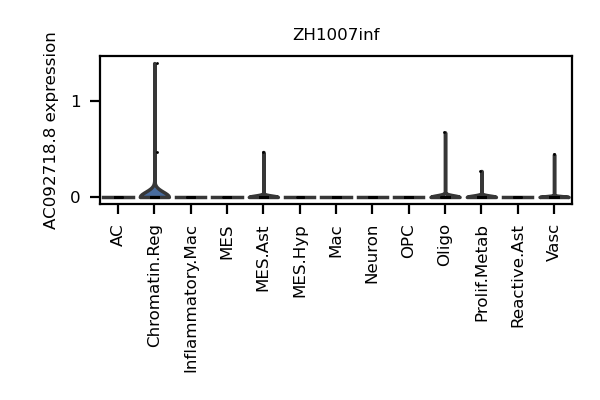 ZH1007inf
AC092718.8 expression
1
0
AC
Chromatin.Reg
Inflammatory.Mac
MES
MES.Ast
MES.Hyp
Mac
Neuron
OPC
Oligo
Prolif.Metab
Reactive.Ast
Vasc